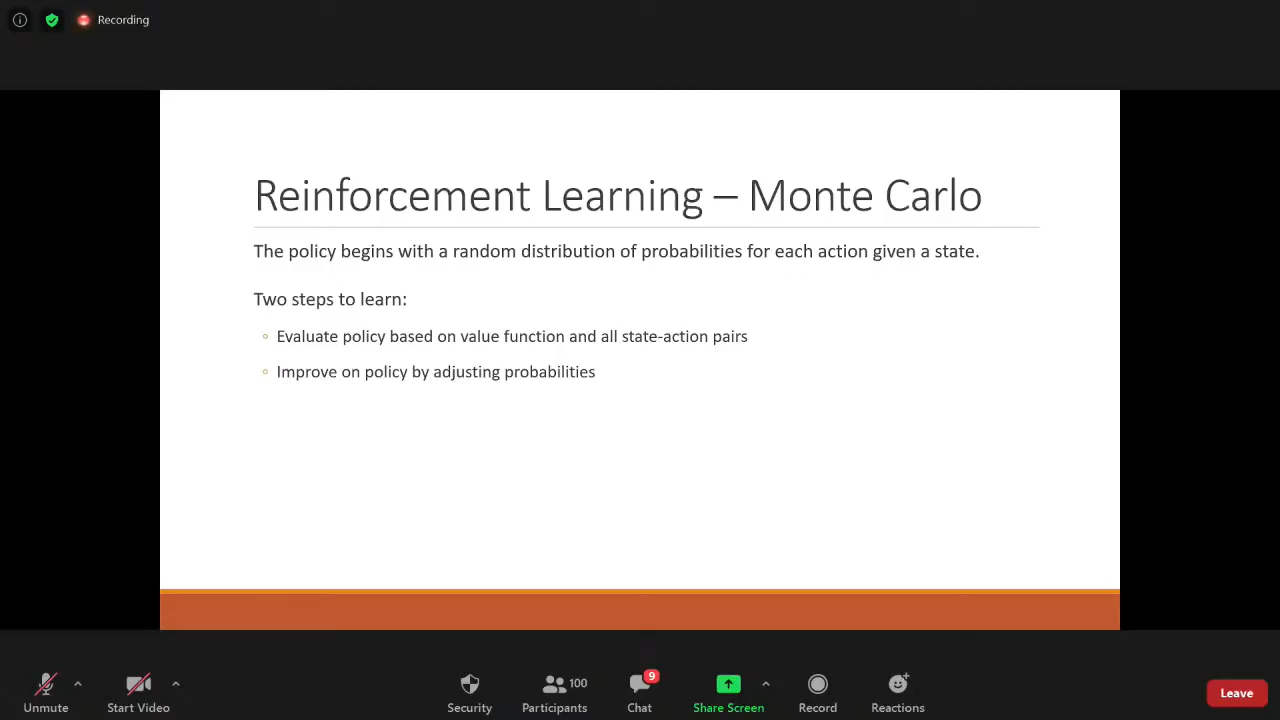 Recording
Reinforcement Learning – Monte Carlo
The policy begins with a random distribution of probabilities for each action given a state.
Two steps to learn:
◦ Evaluate policy based on value function and all state-action pairs
◦ Improve on policy by adjusting probabilities
Unmute
Start Video
Security
Participants 100
Chat 9
Share Screen
Record
Reactions
Leave